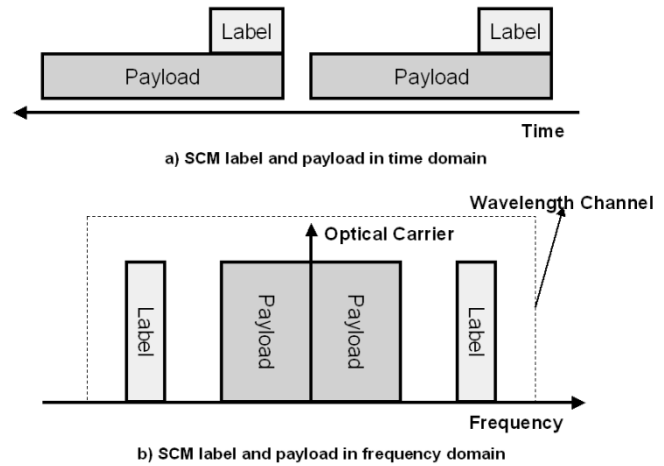 Label
Label
Payload
Payload
Time
a) SCM label and payload in time domain
Wavelength Channel
Optical Carrier
Label
Payload
Payload
Label
Frequency
b) SCM label and payload in frequency domain